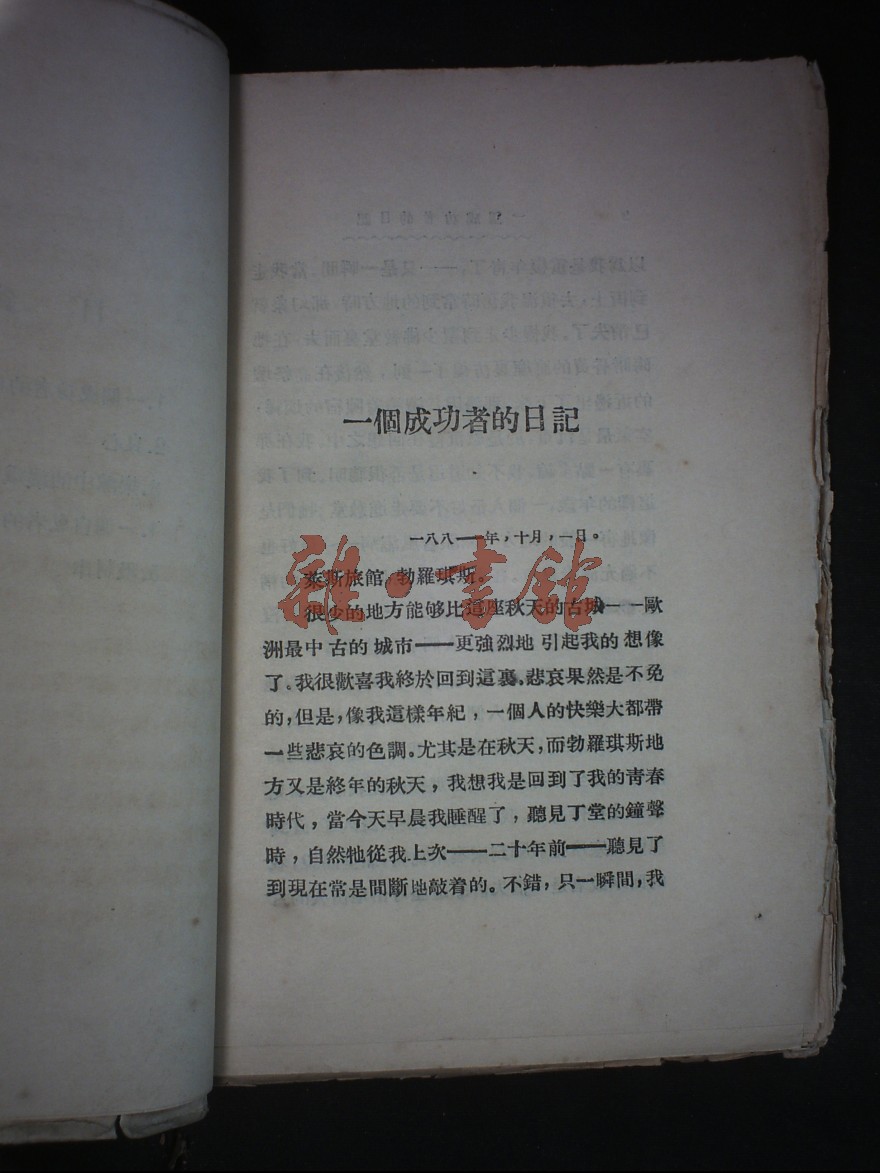 一個成功者的日記
一八八一年，十月，一日。
萊斯旅館，勃羅琪斯。
很少的地方能够比這座秋天的古城——歐
洲最中古的城市——更強烈地引起我的想像
了。我很歡喜我終於回到這裏。悲哀果然是不免
的，但是，像我這樣年紀，一個人的快樂大都帶
一些悲哀的色調。尤其是在秋天，而勃羅琪斯地
方又是終年的秋天，我想我是回到了我的青春
時代，當今天早晨我睡醒了，聽見丁堂的鐘聲
時，自然牠從我上次——二十年前——聽見了
到現在常是間斷地敲着的。不錯，只一瞬間，我
雜·書館